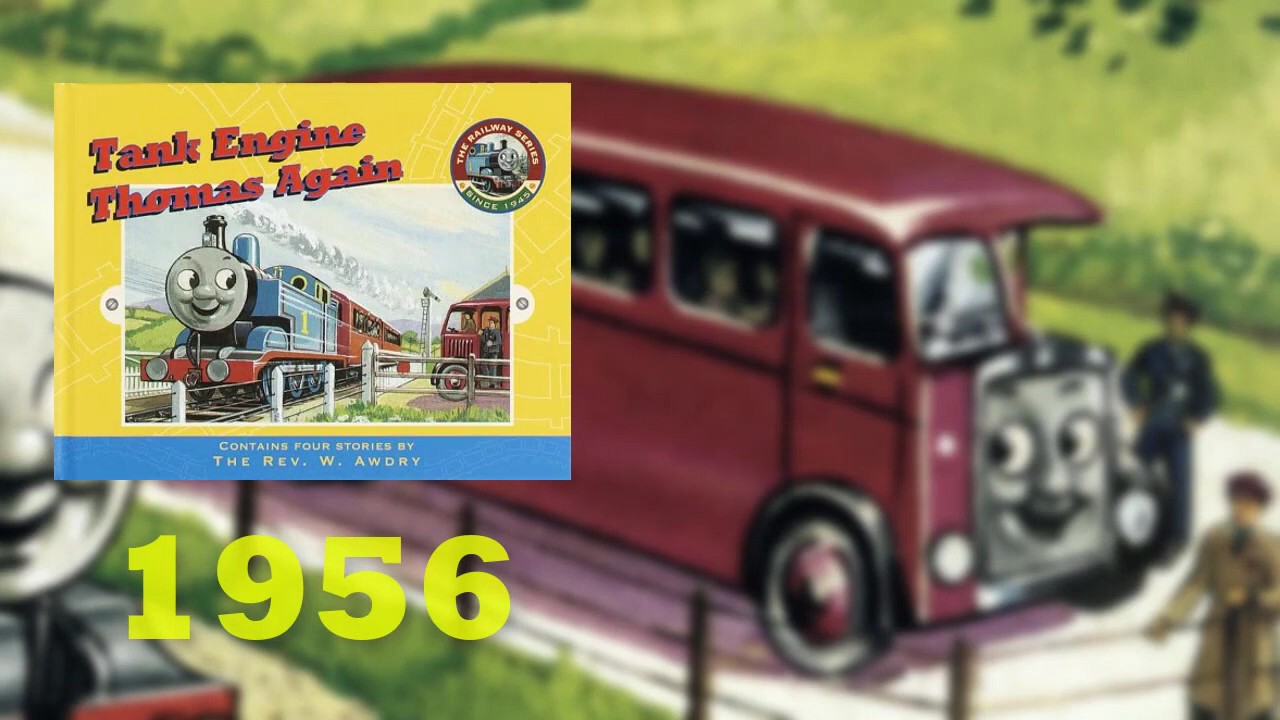 Tank Engine
Thomas Again
THE RAILWAY SERIES
SINCE 1945
1
CONTAINS FOUR STORIES BY
THE REV. W. AWDRY
1956